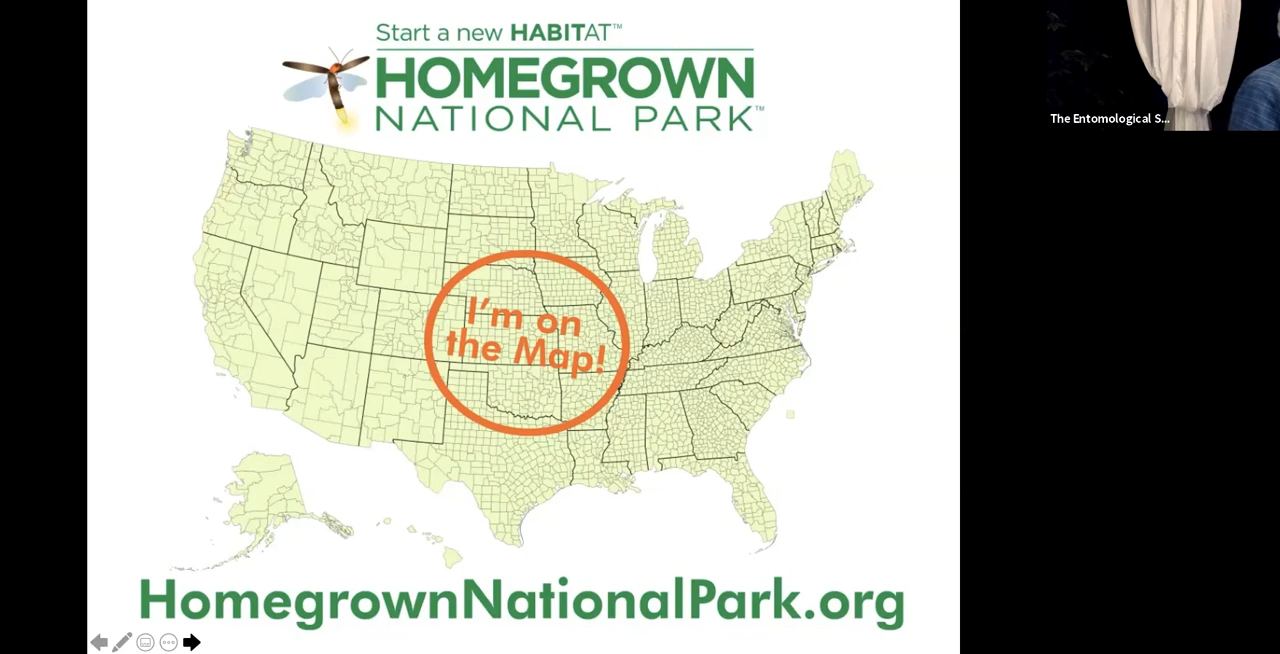 Start a new HABITAT™
HOMEGROWN
NATIONAL PARK™
The Entomological S...
I'm on
the Map!
HomegrownNationalPark.org